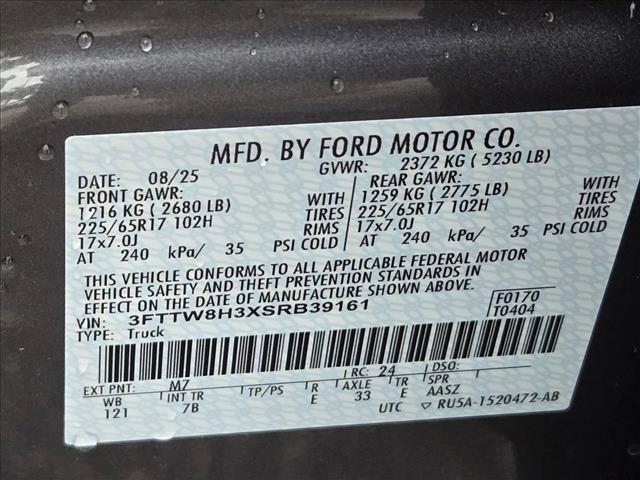 MFD. BY FORD MOTOR CO.
DATE: 08/25 GVWR: 2372 KG ( 5230 LB)
FRONT GAWR: REAR GAWR:
1216 KG ( 2680 LB) WITH 1259 KG ( 2775 LB) WITH
225/65R17 102H TIRES 225/65R17 102H TIRES
17x7.0J RIMS 17x7.0J RIMS
AT 240 kPa/ 35 PSI COLD AT 240 kPa/ 35 PSI COLD
THIS VEHICLE CONFORMS TO ALL APPLICABLE FEDERAL MOTOR
VEHICLE SAFETY AND THEFT PREVENTION STANDARDS IN
EFFECT ON THE DATE OF MANUFACTURE SHOWN ABOVE.
VIN: 3FTTW8H3XSRB39161 F0170
TYPE: Truck T0404
EXT PNT: M7 RC: 24 DSO:
WB INT TR TP/PS R AXLE TR SPR
121 7B E 33 E AASZ
UTC ▽ RU5A-1520472-AB